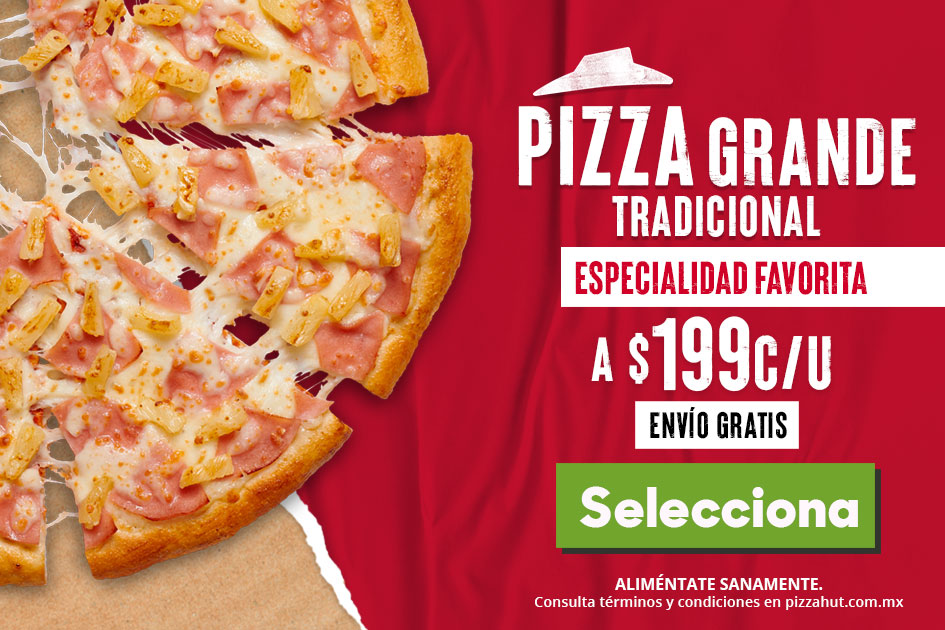 PIZZA GRANDE
TRADICIONAL
ESPECIALIDAD FAVORITA
A $199C/U
ENVÍO GRATIS
Selecciona
ALIMÉNTATE SANAMENTE.
Consulta términos y condiciones en pizzahut.com.mx